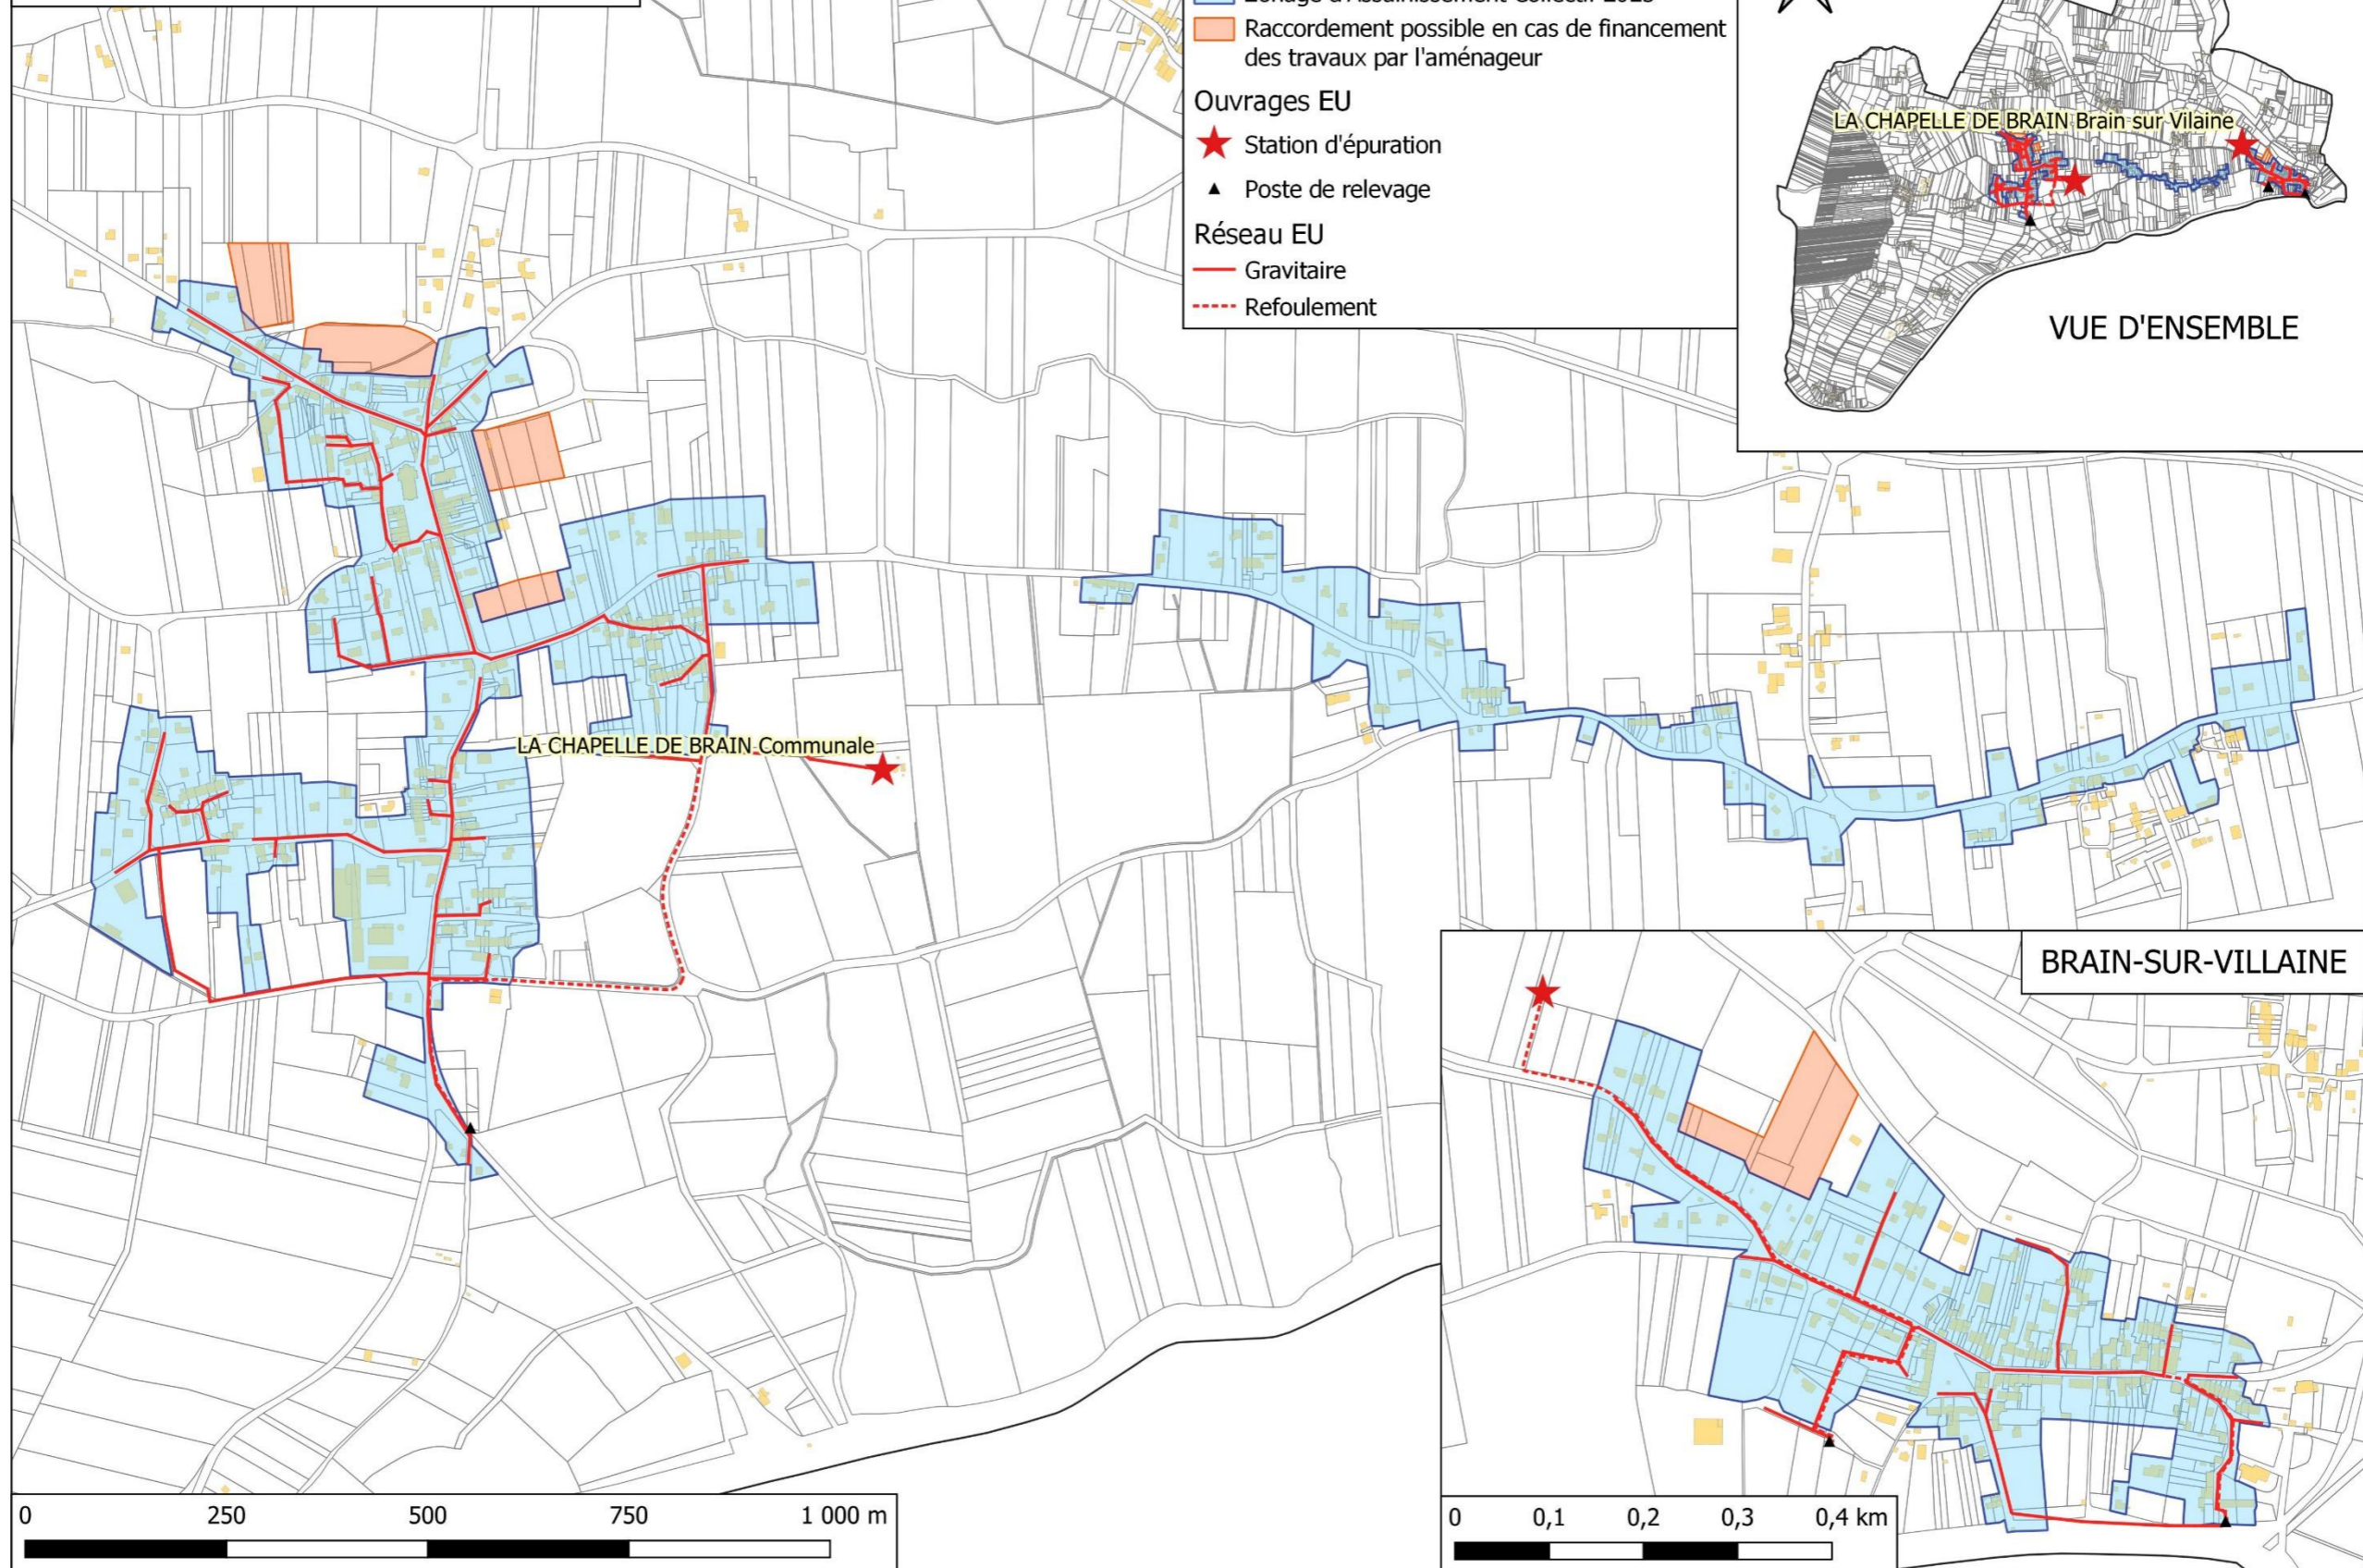 Raccordement possible en cas de financement
des travaux par l'aménageur
Ouvrages EU
Station d'épuration
Poste de relevage
Réseau EU
Gravitaire
Refoulement
LA CHAPELLE DE BRAIN Brain sur Vilaine
VUE D'ENSEMBLE
LA CHAPELLE DE BRAIN Communale
BRAIN-SUR-VILLAINE
0 250 500 750 1 000 m
0 0,1 0,2 0,3 0,4 km